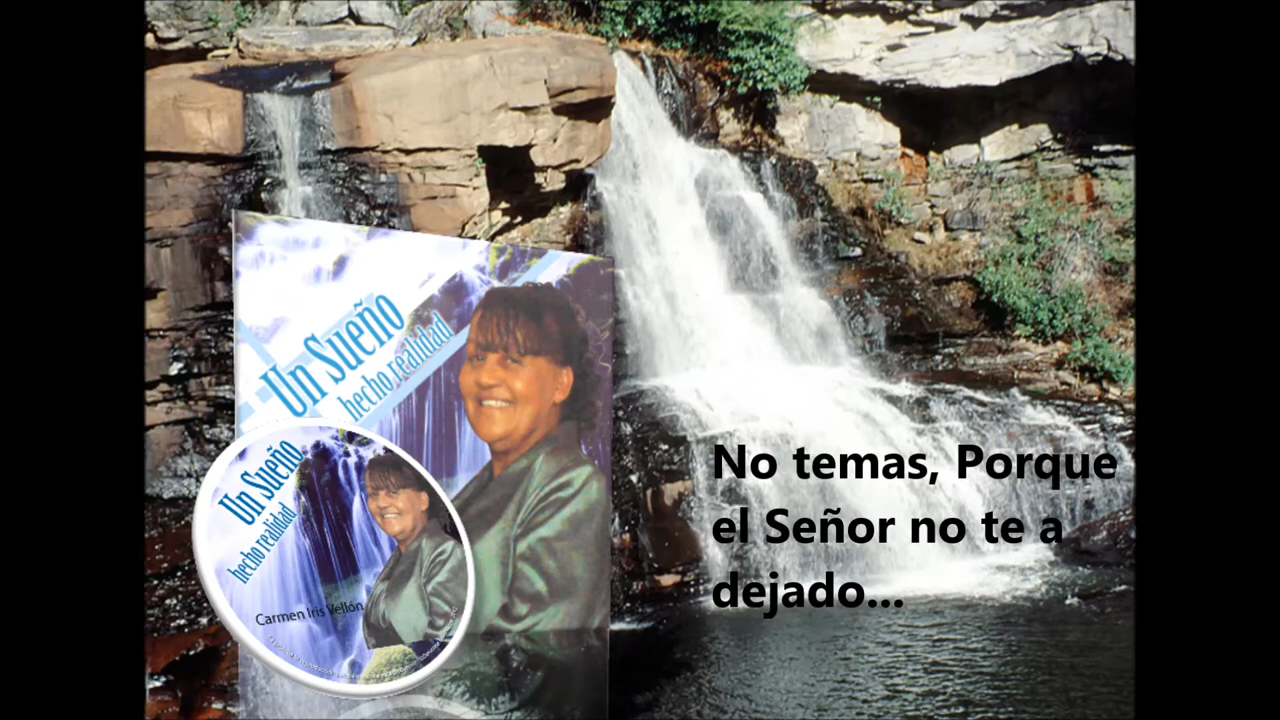 Un Sueño
hecho realidad
Un Sueño
hecho realidad
Carmen Iris Vellón
No temas, Porque
el Señor no te a
dejado...